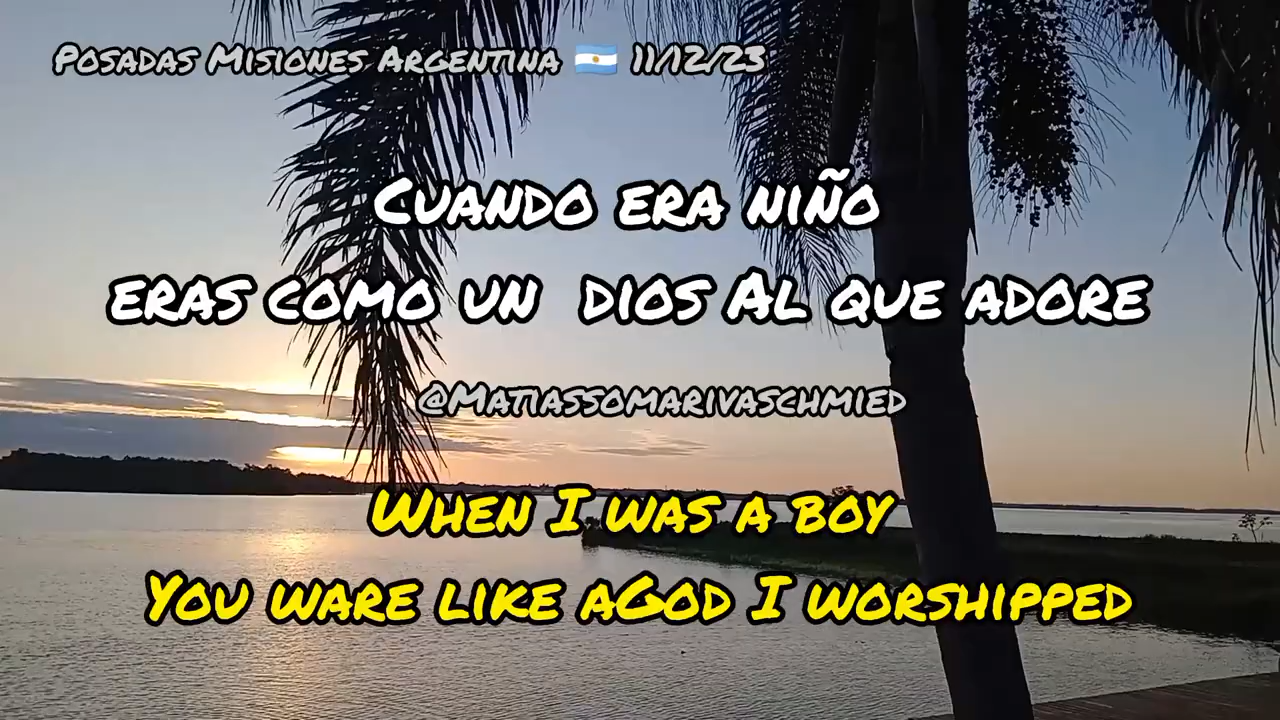 Posadas Misiones Argentina 🇦🇷 11/12/23
Cuando era niño
eras como un dios Al que adore
@Matiassomarivaschmied
When I was a boy
You ware like aGod I worshipped